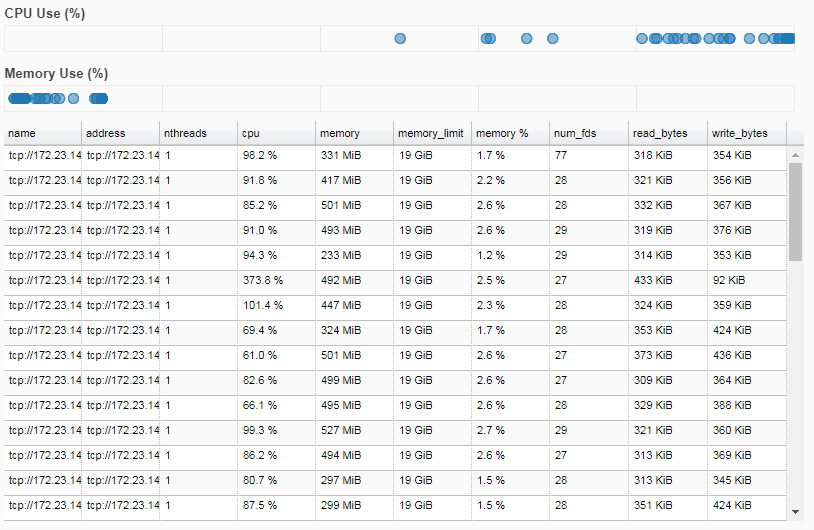 CPU Use (%)
Memory Use (%)
name address nthreads cpu memory memory_limit memory % num_fds read_bytes write_bytes
tcp://172.23.14 tcp://172.23.14 1 98.2 % 331 MiB 19 GiB 1.7 % 77 318 KiB 354 KiB
tcp://172.23.14 tcp://172.23.14 1 91.8 % 417 MiB 19 GiB 2.2 % 28 321 KiB 356 KiB
tcp://172.23.14 tcp://172.23.14 1 85.2 % 501 MiB 19 GiB 2.6 % 28 332 KiB 367 KiB
tcp://172.23.14 tcp://172.23.14 1 91.0 % 493 MiB 19 GiB 2.6 % 29 319 KiB 376 KiB
tcp://172.23.14 tcp://172.23.14 1 94.3 % 233 MiB 19 GiB 1.2 % 29 314 KiB 353 KiB
tcp://172.23.14 tcp://172.23.14 1 373.8 % 492 MiB 19 GiB 2.5 % 27 433 KiB 92 KiB
tcp://172.23.14 tcp://172.23.14 1 101.4 % 447 MiB 19 GiB 2.3 % 28 324 KiB 359 KiB
tcp://172.23.14 tcp://172.23.14 1 69.4 % 324 MiB 19 GiB 1.7 % 28 353 KiB 424 KiB
tcp://172.23.14 tcp://172.23.14 1 61.0 % 501 MiB 19 GiB 2.6 % 27 373 KiB 436 KiB
tcp://172.23.14 tcp://172.23.14 1 82.6 % 499 MiB 19 GiB 2.6 % 27 309 KiB 364 KiB
tcp://172.23.14 tcp://172.23.14 1 66.1 % 495 MiB 19 GiB 2.6 % 28 329 KiB 388 KiB
tcp://172.23.14 tcp://172.23.14 1 99.3 % 527 MiB 19 GiB 2.7 % 29 321 KiB 360 KiB
tcp://172.23.14 tcp://172.23.14 1 86.2 % 494 MiB 19 GiB 2.6 % 27 313 KiB 369 KiB
tcp://172.23.14 tcp://172.23.14 1 80.7 % 297 MiB 19 GiB 1.5 % 28 313 KiB 345 KiB
tcp://172.23.14 tcp://172.23.14 1 87.5 % 299 MiB 19 GiB 1.5 % 28 351 KiB 424 KiB